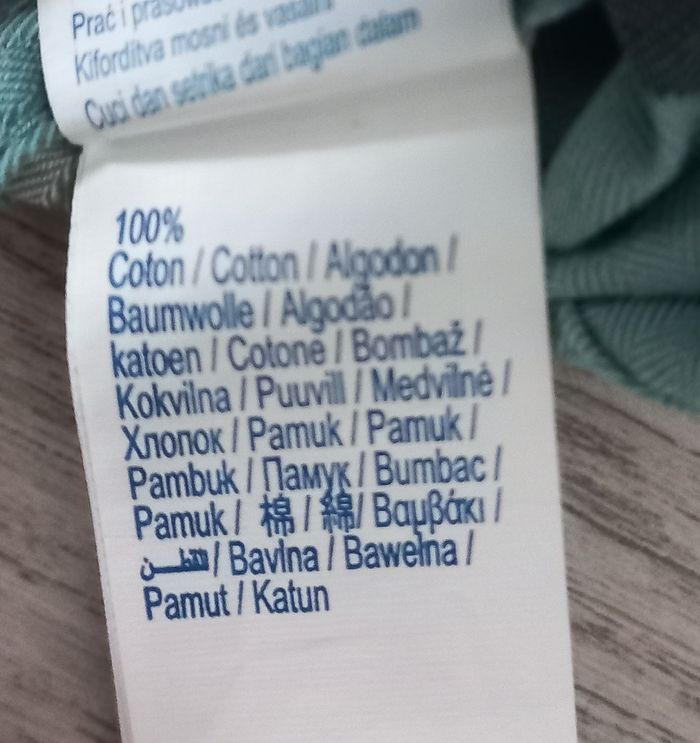 Prać i prasować
Kifordítva mosni és vasalni
Cuci dan setrika dari bagian dalam
100%
Coton / Cotton / Algodon /
Baumwolle / Algodão /
katoen / Cotone / Bombaž /
Kokvilna / Puuvill / Medvilnė /
Хлопок / Pamuk / Pamuk /
Pambuk / Памук / Bumbac /
Pamuk / 棉 / 綿/ Βαμβάκι /
قطن/ Bavlna / Bawełna /
Pamut / Katun